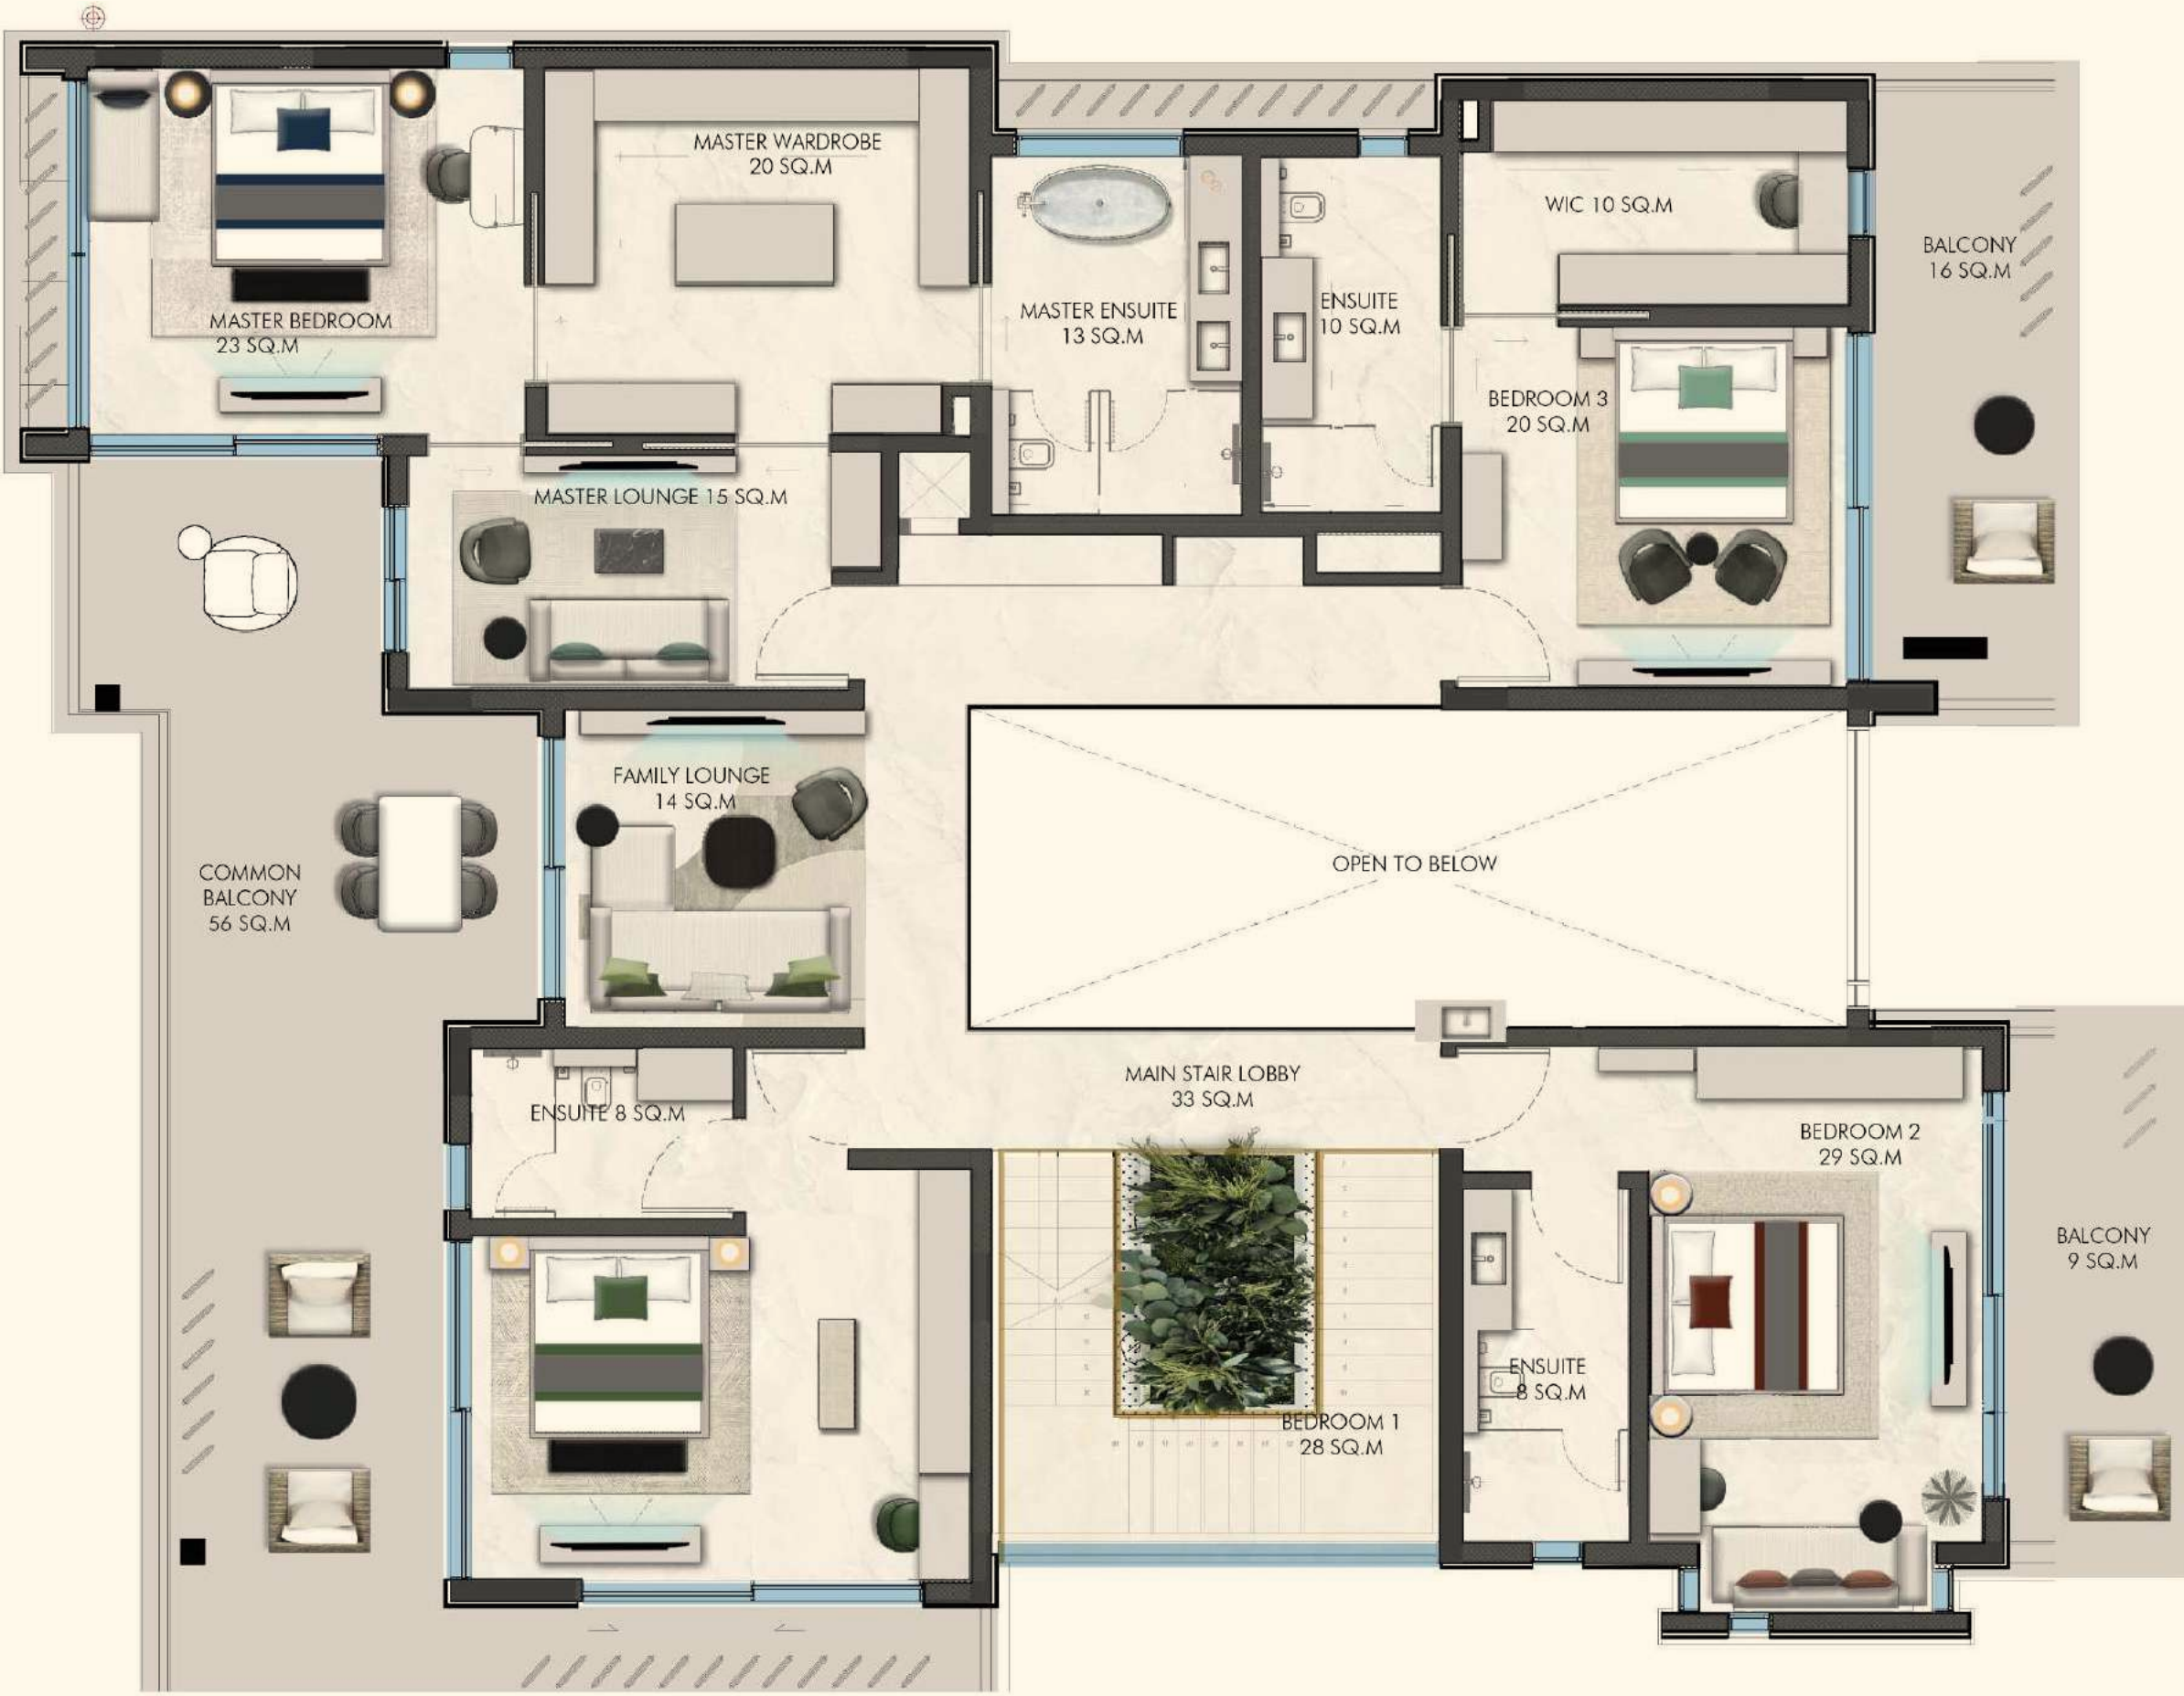 MASTER WARDROBE
20 SQ.M
WIC 10 SQ.M
BALCONY
16 SQ.M
MASTER BEDROOM
23 SQ.M
MASTER ENSUITE
13 SQ.M
ENSUITE
10 SQ.M
BEDROOM 3
20 SQ.M
MASTER LOUNGE 15 SQ.M
FAMILY LOUNGE
14 SQ.M
COMMON
BALCONY
56 SQ.M
OPEN TO BELOW
MAIN STAIR LOBBY
33 SQ.M
ENSUITE 8 SQ.M
BEDROOM 2
29 SQ.M
BALCONY
9 SQ.M
ENSUITE
8 SQ.M
BEDROOM 1
28 SQ.M